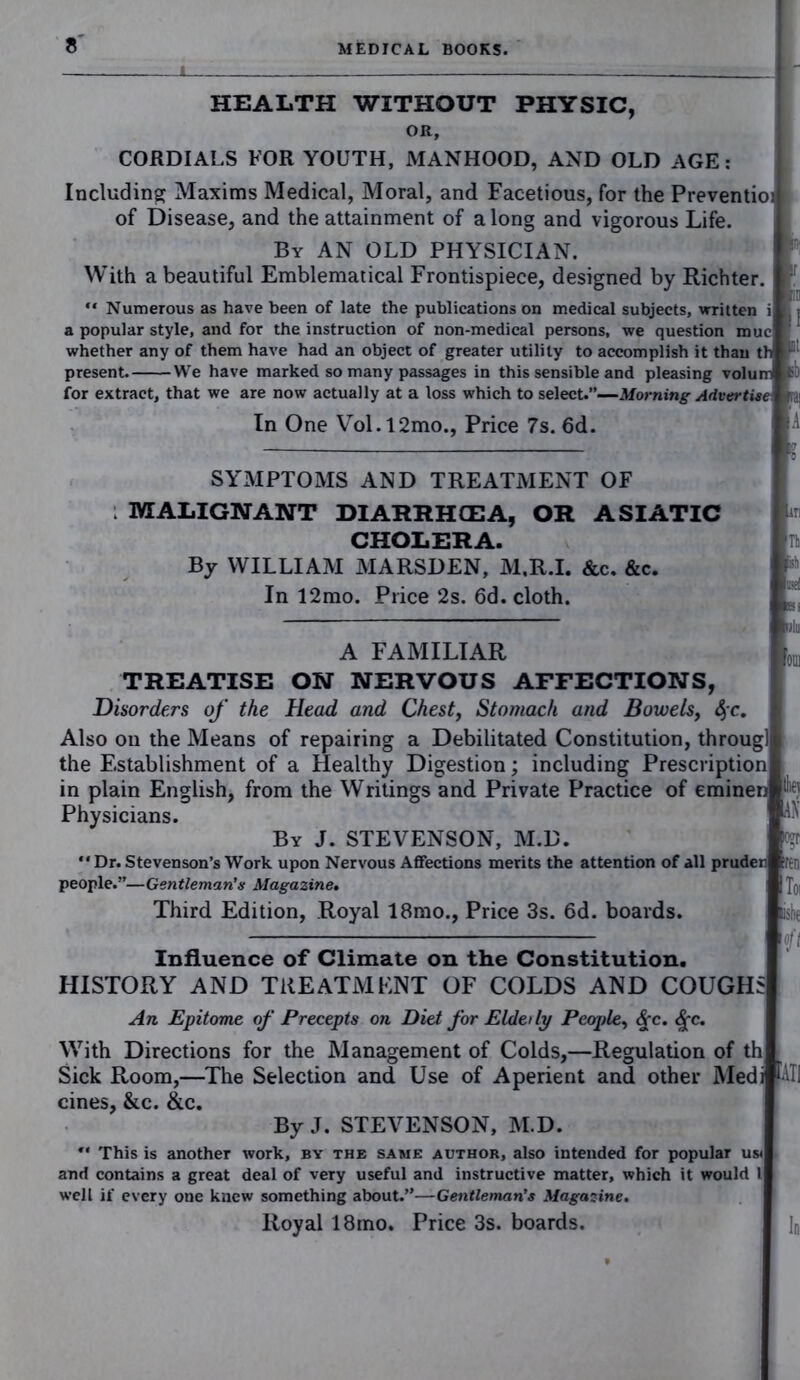 8 MEDICAL BOOKS.
HEALTH WITHOUT PHYSIC,
OR,
CORDIALS FOR YOUTH, MANHOOD, AND OLD AGE:
Including Maxims Medical, Moral, and Facetious, for the Preventio
of Disease, and the attainment of a long and vigorous Life.
By AN OLD PHYSICIAN.
With a beautiful Emblematical Frontispiece, designed by Richter.
“ Numerous as have been of late the publications on medical subjects, written i
a popular style, and for the instruction of non-medical persons, we question muc
whether any of them have had an object of greater utility to accomplish it than th
present.——We have marked so many passages in this sensible and pleasing volum
for extract, that we are now actually at a loss which to select.”—Morning Advertise
In One Vol. 12mo., Price 7s. 6d.
SYMPTOMS AND TREATMENT OF
MALIGNANT DIARRHŒA, OR ASIATIC
CHOLERA.
By WILLIAM MARSDEN, M.R.I. &c. &c.
In 12mo. Price 2s. 6d. cloth.
A FAMILIAR
TREATISE ON NERVOUS AFFECTIONS,
Disorders of the Head and Chest, Stomach and Bowels, &c.
Also on the Means of repairing a Debilitated Constitution, throug
the Establishment of a Healthy Digestion; including Prescription
in plain English, from the Writings and Private Practice of eminen
Physicians.
By J. STEVENSON, M.D.
“Dr. Stevenson’s Work upon Nervous Affections merits the attention of all pruden
people.”—Gentleman’s Magazine.
Third Edition, Royal 18mo., Price 3s. 6d. boards.
Influence of Climate on the Constitution.
HISTORY AND TREATMENT OF COLDS AND COUGHS
An Epitome of Precepts on Diet for Elderly People, &c. &c.
With Directions for the Management of Colds,—Regulation of th
Sick Room,—The Selection and Use of Aperient and other Medi
cines, &c. &c.
By J. STEVENSON, M.D.
“ This is another work, BY THE SAME AUTHOR, also intended for popular us
and contains a great deal of very useful and instructive matter, which it would
well if every one knew something about.”—Gentleman’s Magazine.
Royal 18mo. Price 3s. boards.